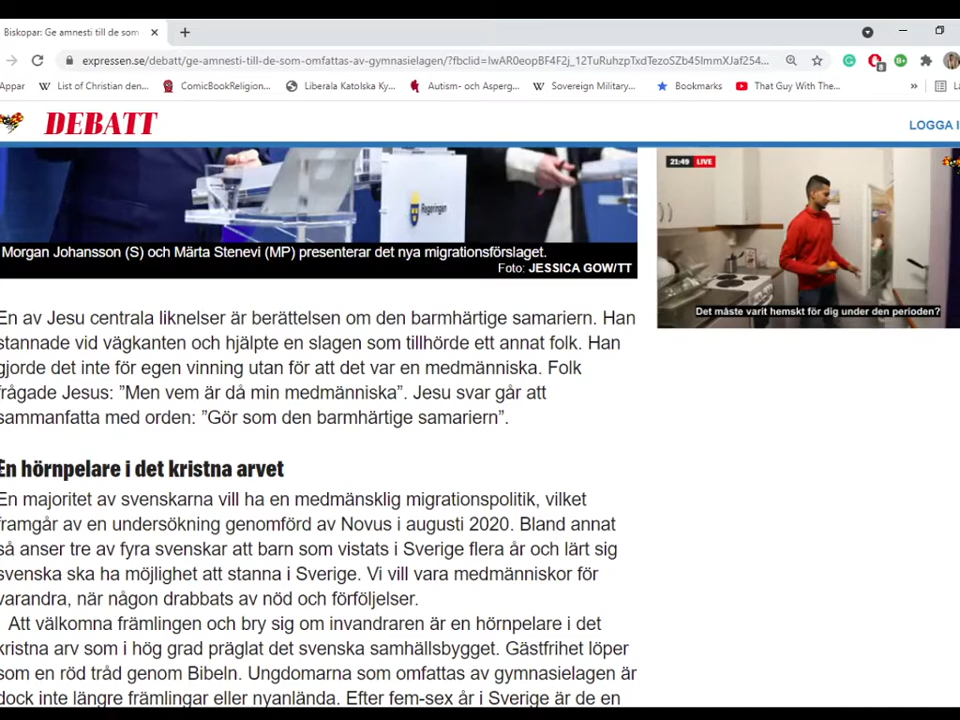 Biskopar: Ge amnesti till de som
expressen.se/debatt/ge-amnesti-till-de-som-omfattas-av-gymnasielagen/?fbclid=IwAR0eopBF4F2j_12TuRuhzpTxdTezoSZb45ImmXJaf254...
Appar
List of Christian den...
ComicBookReligion...
Liberala Katolska Ky...
Autism- och Asperg...
Sovereign Military...
Bookmarks
That Guy With The...
»
DEBATT
LOGGA I
Regeringen
21:49 LIVE
Det måste varit hemskt för dig under den perioden?
Morgan Johansson (S) och Märta Stenevi (MP) presenterar det nya migrationsförslaget.
Foto: JESSICA GOW/TT
En av Jesu centrala liknelser är berättelsen om den barmhärtige samariern. Han
stannade vid vägkanten och hjälpte en slagen som tillhörde ett annat folk. Han
gjorde det inte för egen vinning utan för att det var en medmänniska. Folk
frågade Jesus: ”Men vem är då min medmänniska”. Jesu svar går att
sammanfatta med orden: ”Gör som den barmhärtige samariern”.
En hörnpelare i det kristna arvet
En majoritet av svenskarna vill ha en medmänsklig migrationspolitik, vilket
framgår av en undersökning genomförd av Novus i augusti 2020. Bland annat
så anser tre av fyra svenskar att barn som vistats i Sverige flera år och lärt sig
svenska ska ha möjlighet att stanna i Sverige. Vi vill vara medmänniskor för
varandra, när någon drabbats av nöd och förföljelser.
Att välkomna främlingen och bry sig om invandraren är en hörnpelare i det
kristna arv som i hög grad präglat det svenska samhällsbygget. Gästfrihet löper
som en röd tråd genom Bibeln. Ungdomarna som omfattas av gymnasielagen är
dock inte längre främlingar eller nyanlända. Efter fem-sex år i Sverige är de en